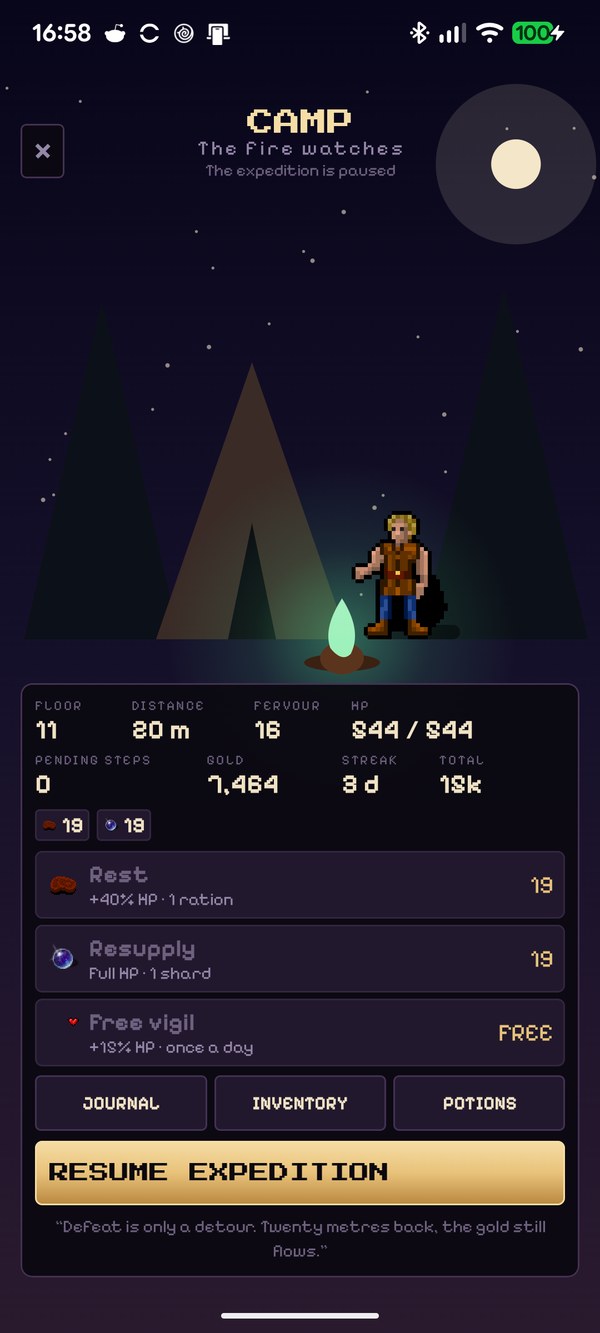 16:58
100
CAMP
The fire watches
The expedition is paused
FLOOR DISTANCE FERVOUR HP
11 20 m 16 544 / 544
PENDING STEPS GOLD STREAK TOTAL
0 7,464 3 d 15k
19 19
Rest
+40% HP · 1 ration
19
Resupply
Full HP · 1 shard
19
Free vigil
+15% HP · once a day
FREE
JOURNAL INVENTORY POTIONS
RESUME EXPEDITION
“Defeat is only a detour. Twenty metres back, the gold still
flows.”